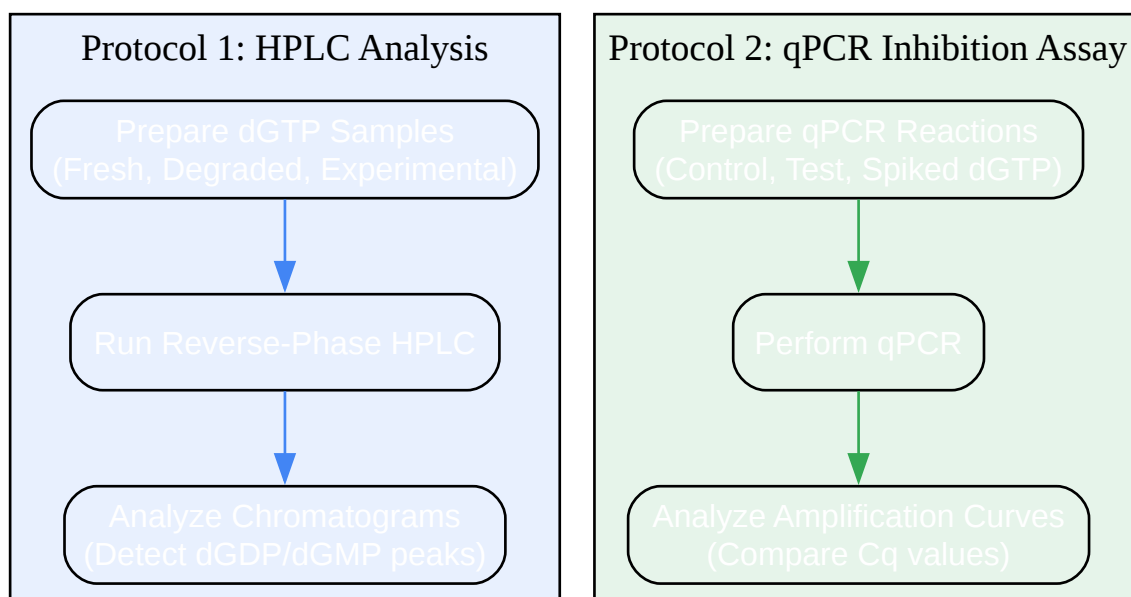 Protocol 1: HPLC Analysis
Prepare dGTP Samples
(Fresh, Degraded, Experimental)
Run Reverse-Phase HPLC
Analyze Chromatograms
(Detect dGDP/dGMP peaks)
Protocol 2: qPCR Inhibition Assay
Prepare qPCR Reactions
(Control, Test, Spiked dGTP)
Perform qPCR
Analyze Amplification Curves
(Compare Cq values)